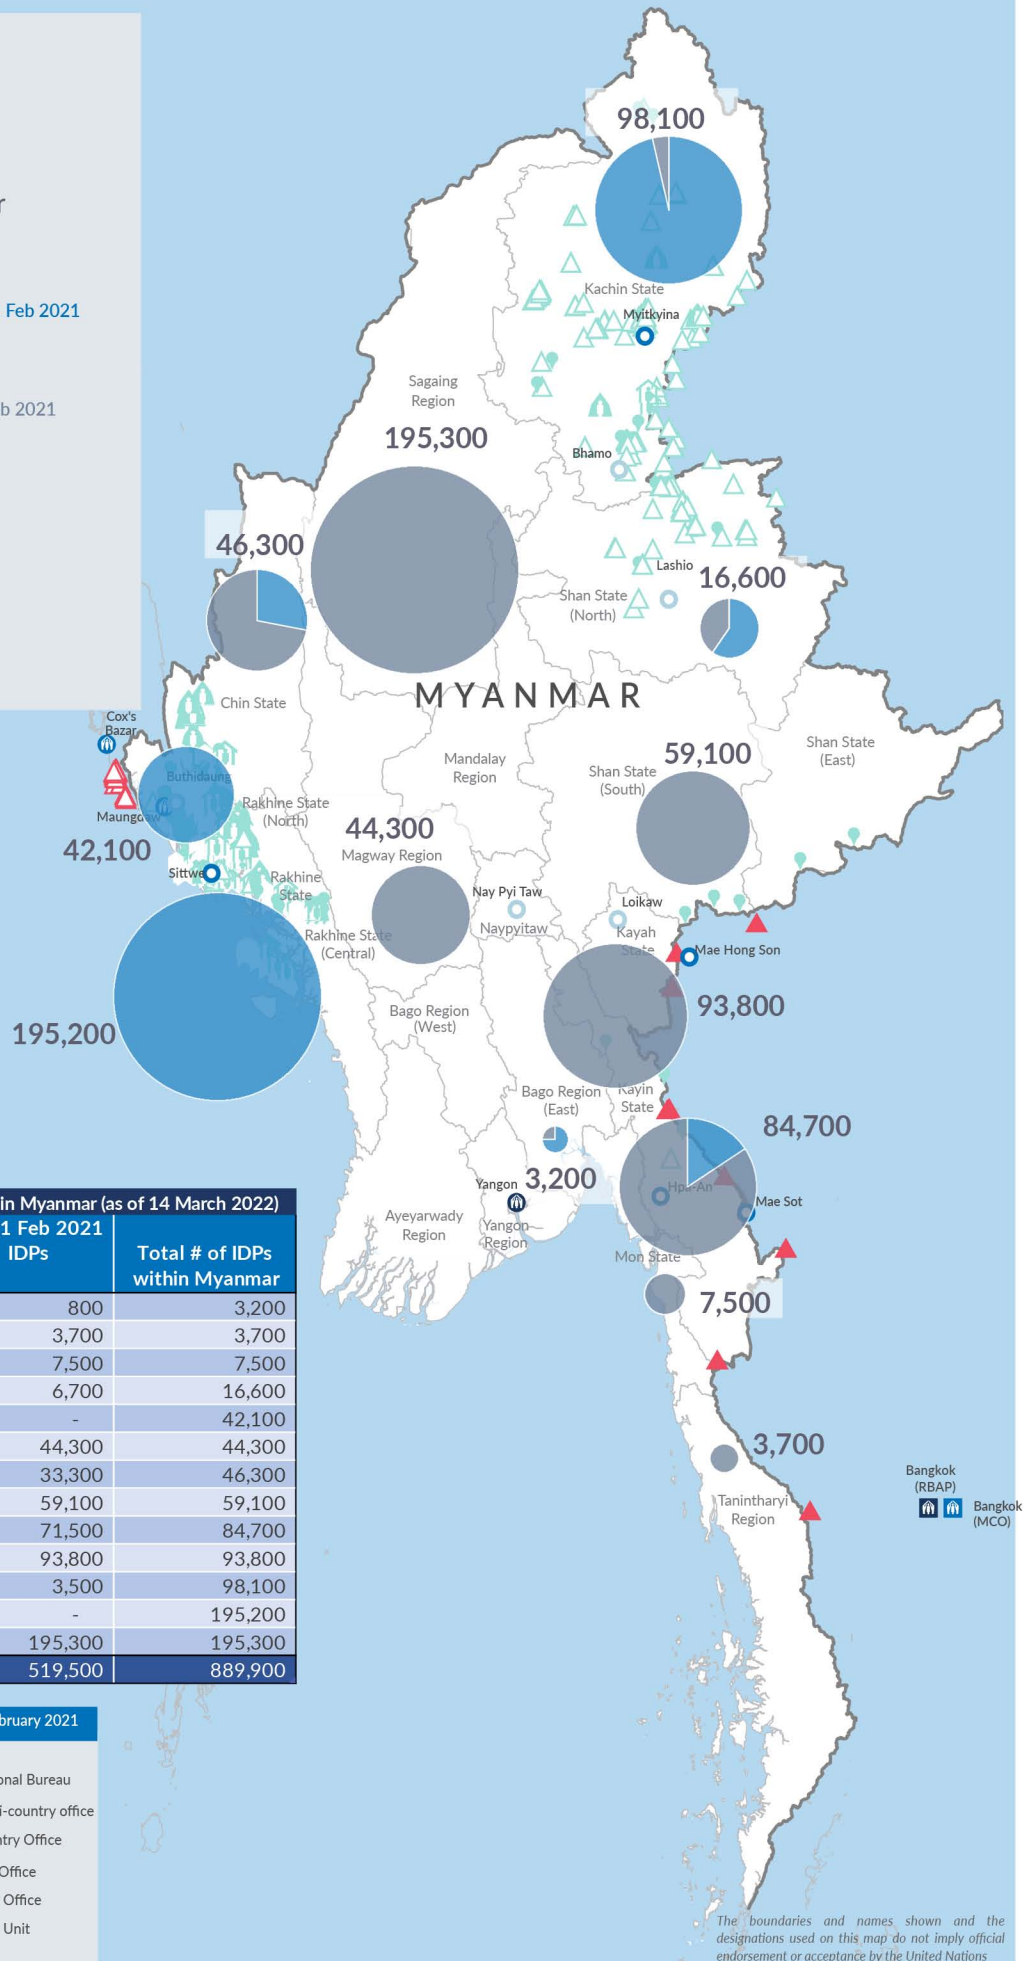 98,100
r
Feb 2021
Kachin State
Myitkyina
Sagaing
Region
b 2021
195,300
Bhamo
46,300
Lashio
16,600
Shan State
(North)
MYANMAR
Chin State
Cox's
Bazar
Shan State
(East)
59,100
Mandalay
Region
Shan State
(South)
Buthidaung
Rakhine State
(North)
Maungdaw
44,300
42,100
Magway Region
Sittwe
Rakhine
State
Nay Pyi Taw
Naypyitaw
Loikaw
Kayah
State
Rakhine State
(Central)
Mae Hong Son
93,800
Bago Region
(West)
195,200
Bago Region
(East)
Kayin
State
84,700
3,200
Yangon
Hpa-An
Mae Sot
Ayeyarwady
Region
Yangon
Region
Mon State
7,500
in Myanmar (as of 14 March 2022)
1 Feb 2021
IDPs
Total # of IDPs
within Myanmar
800 3,200
3,700 3,700
7,500 7,500
6,700 16,600
- 42,100
44,300 44,300
33,300 46,300
59,100 59,100
71,500 84,700
93,800 93,800
3,500 98,100
- 195,200
195,300 195,300
519,500 889,900
3,700
Tanintharyi
Region
Bangkok
(RBAP)
Bangkok
(MCO)
bruary 2021
onal Bureau
i-country office
ntry Office
Office
Office
Unit
The boundaries and names shown and the
designations used on this map do not imply official
endorsement or acceptance by the United Nations